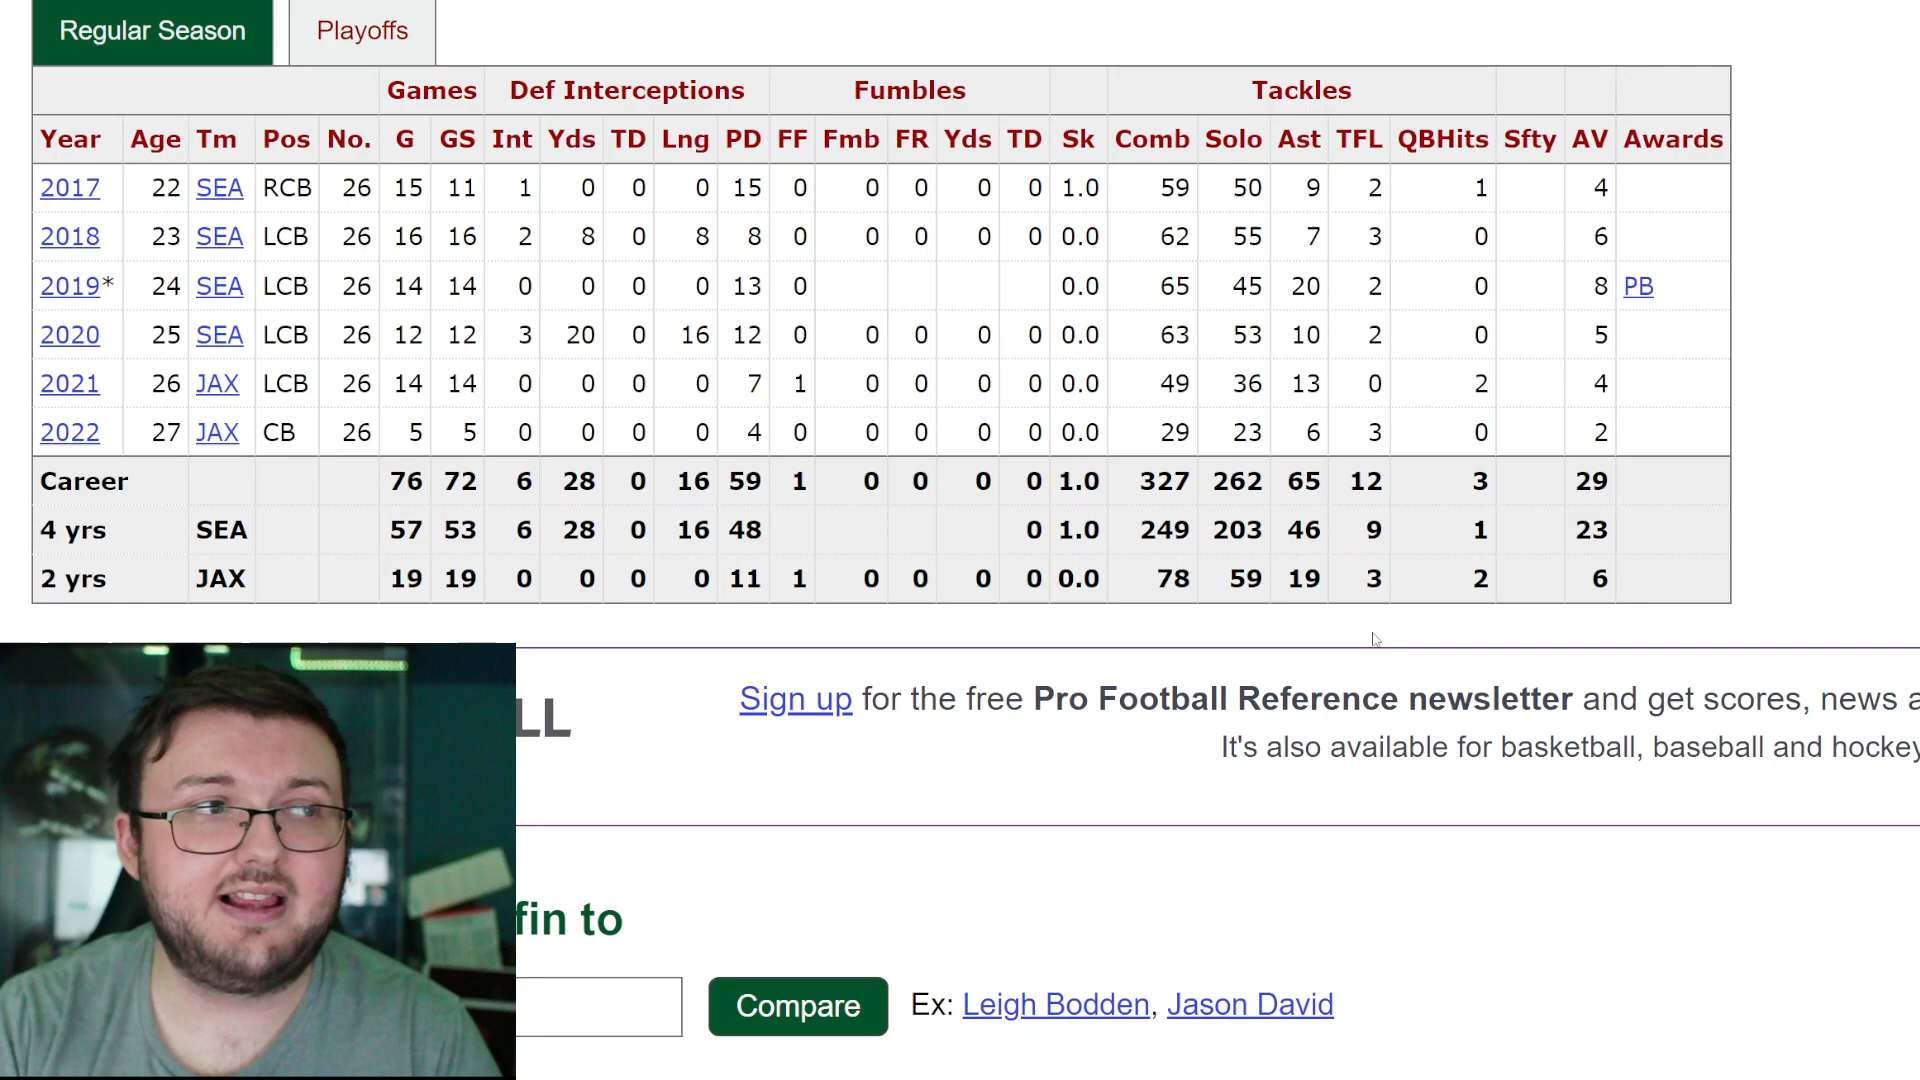 Regular Season Playoffs
Games Def Interceptions Fumbles Tackles
Year Age Tm Pos No. G GS Int Yds TD Lng PD FF Fmb FR Yds TD Sk Comb Solo Ast TFL QBHits Sfty AV Awards
2017 22 SEA RCB 26 15 11 1 0 0 0 15 0 0 0 0 0 1.0 59 50 9 2 1 4
2018 23 SEA LCB 26 16 16 2 8 0 8 8 0 0 0 0 0 0.0 62 55 7 3 0 6
2019* 24 SEA LCB 26 14 14 0 0 0 0 13 0 0.0 65 45 20 2 0 8 PB
2020 25 SEA LCB 26 12 12 3 20 0 16 12 0 0 0 0 0 0.0 63 53 10 2 0 5
2021 26 JAX LCB 26 14 14 0 0 0 0 7 1 0 0 0 0 0.0 49 36 13 0 2 4
2022 27 JAX CB 26 5 5 0 0 0 0 4 0 0 0 0 0 0.0 29 23 6 3 0 2
Career 76 72 6 28 0 16 59 1 0 0 0 0 1.0 327 262 65 12 3 29
4 yrs SEA 57 53 6 28 0 16 48 0 1.0 249 203 46 9 1 23
2 yrs JAX 19 19 0 0 0 0 11 1 0 0 0 0 0.0 78 59 19 3 2 6
LL
Sign up for the free Pro Football Reference newsletter and get scores, news a
It's also available for basketball, baseball and hockey
fin to
Compare Ex: Leigh Bodden, Jason David